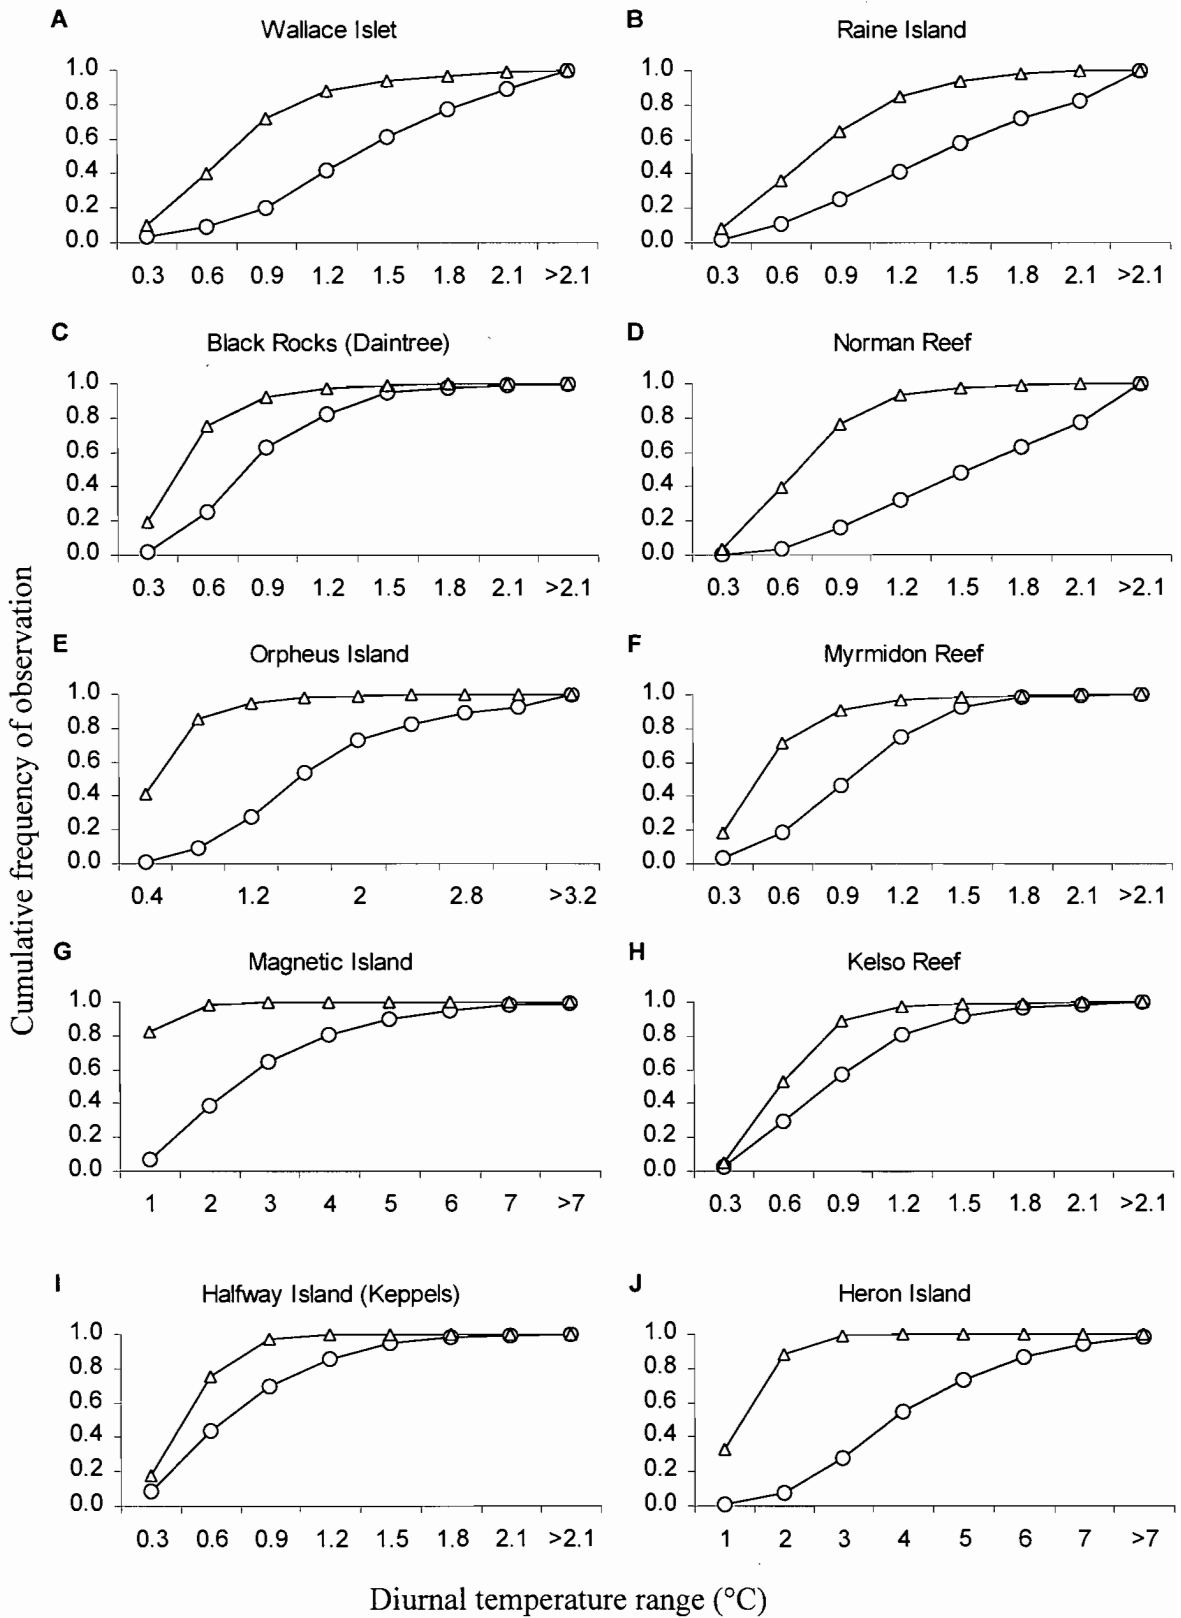 A
Wallace Islet
1.0
0.8
0.6
0.4
0.2
0.0
0.3 0.6 0.9 1.2 1.5 1.8 2.1 >2.1
B
Raine Island
1.0
0.8
0.6
0.4
0.2
0.0
0.3 0.6 0.9 1.2 1.5 1.8 2.1 >2.1
C
Black Rocks (Daintree)
1.0
0.8
0.6
0.4
0.2
0.0
0.3 0.6 0.9 1.2 1.5 1.8 2.1 >2.1
D
Norman Reef
1.0
0.8
0.6
0.4
0.2
0.0
0.3 0.6 0.9 1.2 1.5 1.8 2.1 >2.1
Cumulative frequency of observation
E
Orpheus Island
1.0
0.8
0.6
0.4
0.2
0.0
0.4 1.2 2 2.8 >3.2
F
Myrmidon Reef
1.0
0.8
0.6
0.4
0.2
0.0
0.3 0.6 0.9 1.2 1.5 1.8 2.1 >2.1
G
Magnetic Island
1.0
0.8
0.6
0.4
0.2
0.0
1 2 3 4 5 6 7 >7
H
Kelso Reef
1.0
0.8
0.6
0.4
0.2
0.0
0.3 0.6 0.9 1.2 1.5 1.8 2.1 >2.1
I
Halfway Island (Keppels)
1.0
0.8
0.6
0.4
0.2
0.0
0.3 0.6 0.9 1.2 1.5 1.8 2.1 >2.1
J
Heron Island
1.0
0.8
0.6
0.4
0.2
0.0
1 2 3 4 5 6 7 >7
Diurnal temperature range (°C)